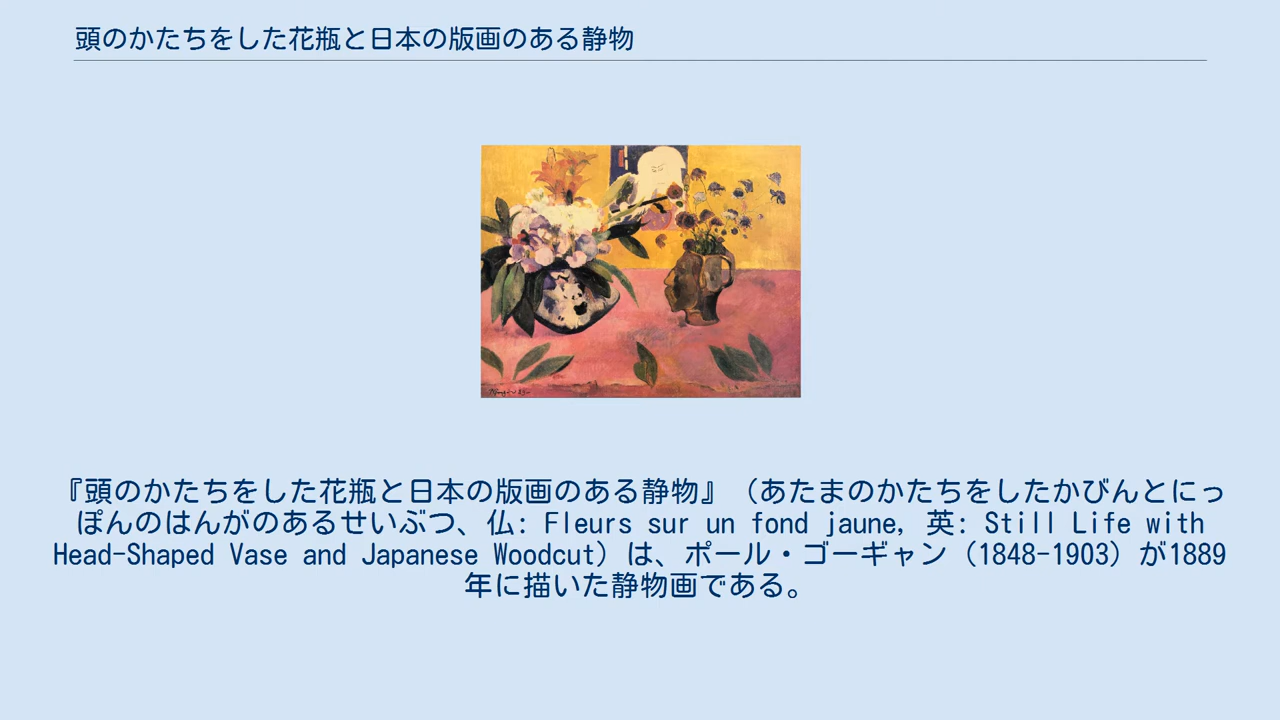 頭のかたちをした花瓶と日本の版画のある静物
『頭のかたちをした花瓶と日本の版画のある静物』（あたまのかたちをしたかびんとにっ
ぽんのはんがのあるせいぶつ、仏: Fleurs sur un fond jaune, 英: Still Life with
Head-Shaped Vase and Japanese Woodcut）は、ポール・ゴーギャン（1848-1903）が1889
年に描いた静物画である。